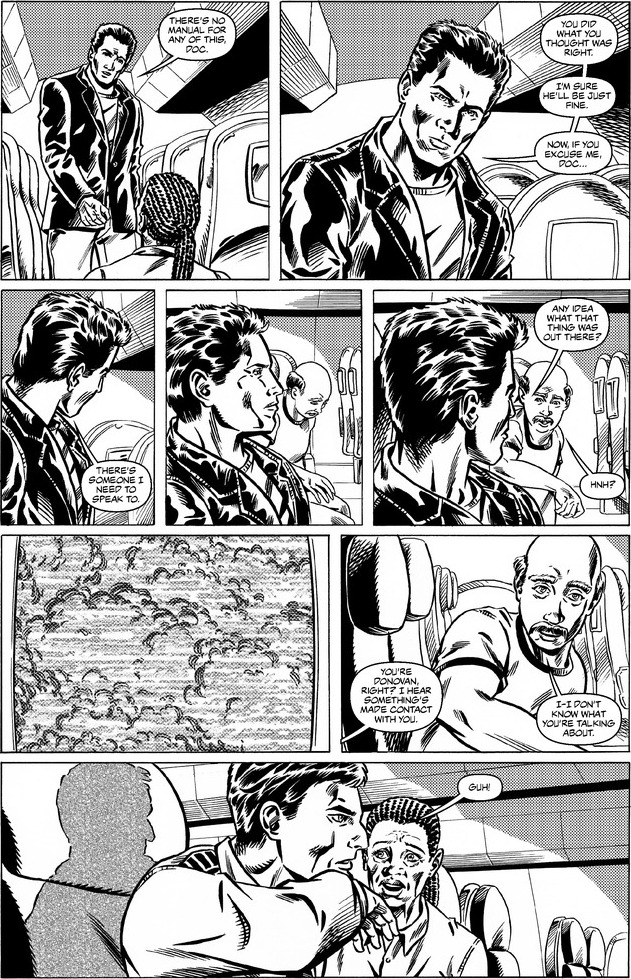 THERE'S NO
MANUAL FOR
ANY OF THIS,
DOC.
YOU DID
WHAT YOU
THOUGHT WAS
RIGHT.
I'M SURE
HE'LL BE JUST
FINE.
NOW, IF YOU
EXCUSE ME,
DOC...
THERE'S
SOMEONE I
NEED TO
SPEAK TO.
ANY IDEA
WHAT THAT
THING WAS
OUT THERE?
HNH?
YOU'RE
DONOVAN,
RIGHT? I HEAR
SOMETHING'S
MADE CONTACT
WITH YOU.
I-I DON'T
KNOW WHAT
YOU'RE TALKING
ABOUT.
GUH!